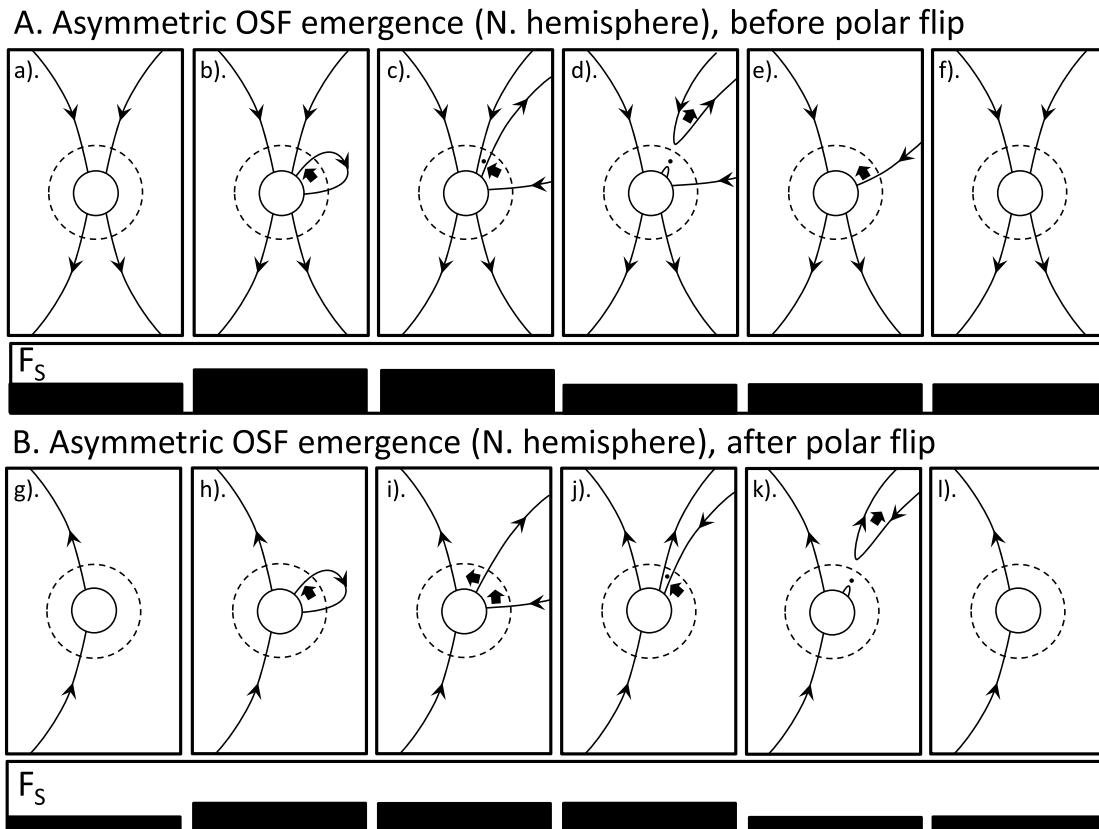 A. Asymmetric OSF emergence (N. hemisphere), before polar flip
a). b). c). d). e). f).
FS
B. Asymmetric OSF emergence (N. hemisphere), after polar flip
g). h). i). j). k). l).
FS